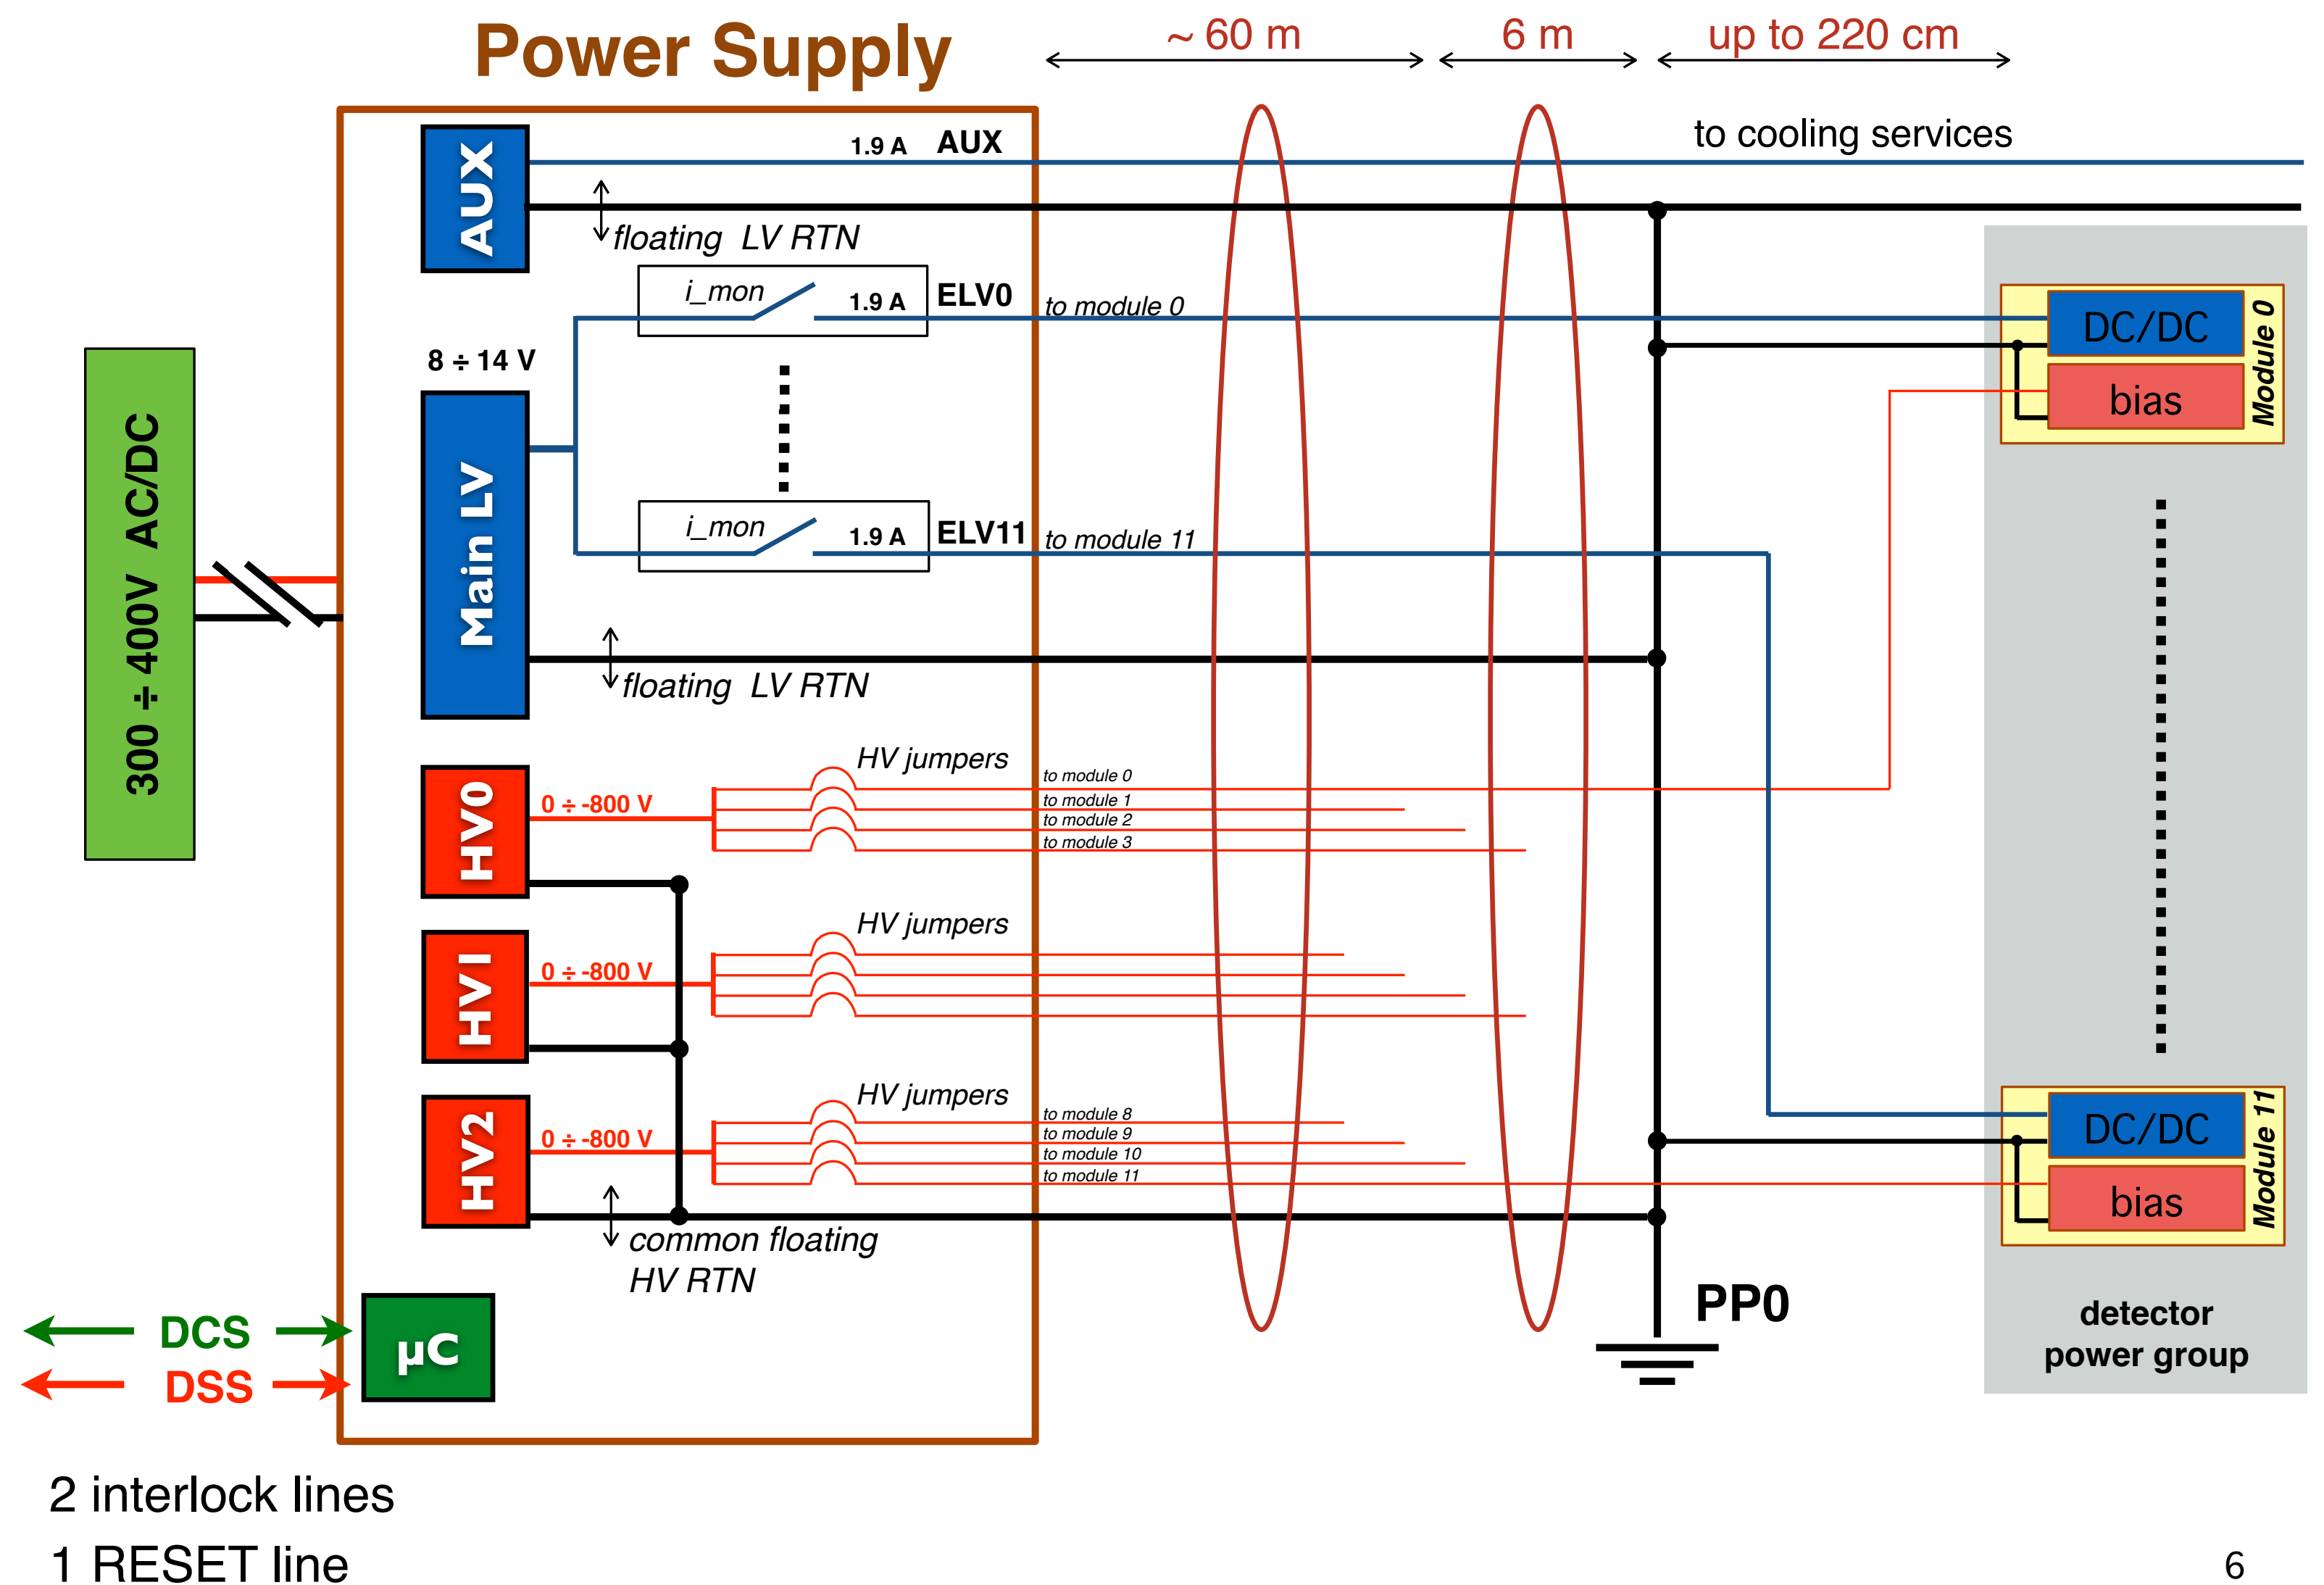 Power Supply
~ 60 m
6 m
up to 220 cm
to cooling services
AUX
1.9 A
AUX
floating LV RTN
i_mon
1.9 A
ELV0
to module 0
8 ÷ 14 V
Main LV
i_mon
1.9 A
ELV11
to module 11
floating LV RTN
300 ÷ 400V AC/DC
HV0
0 ÷ -800 V
HV jumpers
to module 0
to module 1
to module 2
to module 3
HV1
0 ÷ -800 V
HV jumpers
HV2
0 ÷ -800 V
HV jumpers
to module 8
to module 9
to module 10
to module 11
common floating
HV RTN
DC/DC
bias
Module 0
DC/DC
bias
Module 11
PP0
detector
power group
DCS
DSS
µC
2 interlock lines
1 RESET line
6